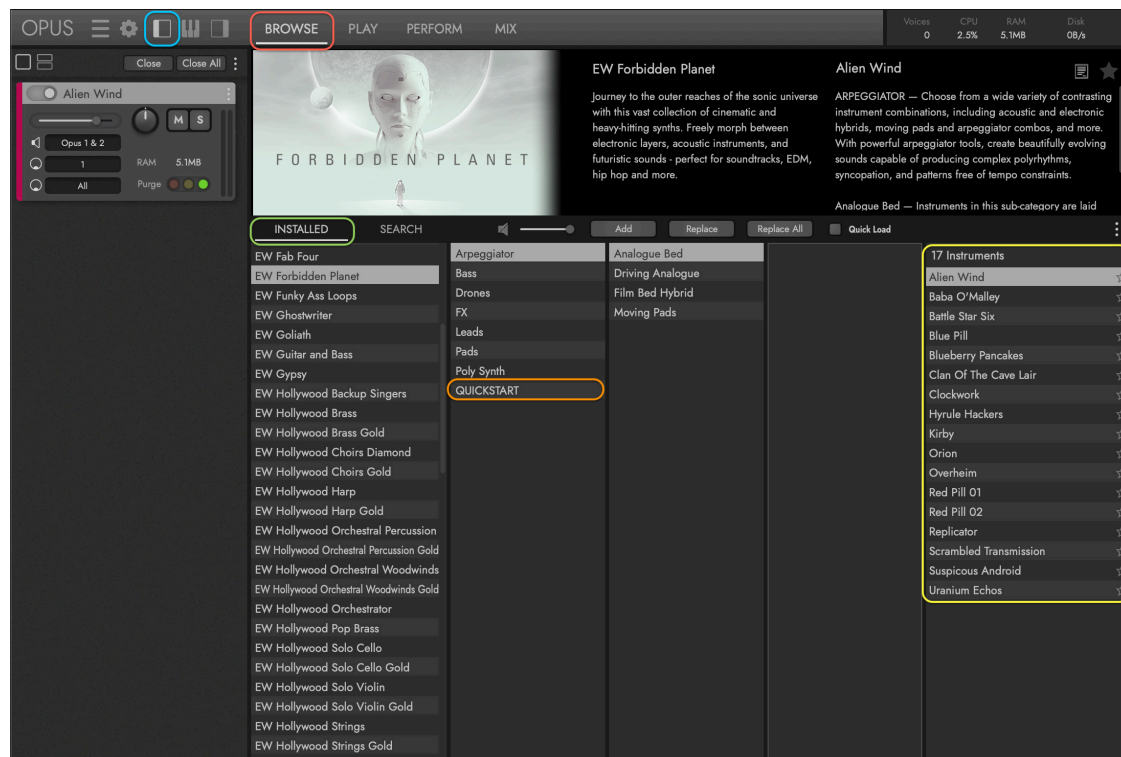 OPUS
BROWSE
PLAY
PERFORM
MIX
Voices
0
CPU
2.5%
RAM
5.1MB
Disk
0B/s
Close
Close All
Alien Wind
M
S
Opus 1 & 2
1
RAM
5.1MB
All
Purge
FORBIDDEN PLANET
EW Forbidden Planet
Journey to the outer reaches of the sonic universe
with this vast collection of cinematic and
heavy-hitting synths. Freely morph between
electronic layers, acoustic instruments, and
futuristic sounds - perfect for soundtracks, EDM,
hip hop and more.
Alien Wind
ARPEGGIATOR — Choose from a wide variety of contrasting
instrument combinations, including acoustic and electronic
hybrids, moving pads and arpeggiator combos, and more.
With powerful arpeggiator tools, create beautifully evolving
sounds capable of producing complex polyrhythms,
syncopation, and patterns free of tempo constraints.
Analogue Bed — Instruments in this sub-category are laid
INSTALLED
SEARCH
Add
Replace
Replace All
Quick Load
EW Fab Four
EW Forbidden Planet
EW Funky Ass Loops
EW Ghostwriter
EW Goliath
EW Guitar and Bass
EW Gypsy
EW Hollywood Backup Singers
EW Hollywood Brass
EW Hollywood Brass Gold
EW Hollywood Choirs Diamond
EW Hollywood Choirs Gold
EW Hollywood Harp
EW Hollywood Harp Gold
EW Hollywood Orchestral Percussion
EW Hollywood Orchestral Percussion Gold
EW Hollywood Orchestral Woodwinds
EW Hollywood Orchestral Woodwinds Gold
EW Hollywood Orchestrator
EW Hollywood Pop Brass
EW Hollywood Solo Cello
EW Hollywood Solo Cello Gold
EW Hollywood Solo Violin
EW Hollywood Solo Violin Gold
EW Hollywood Strings
EW Hollywood Strings Gold
Arpeggiator
Bass
Drones
FX
Leads
Pads
Poly Synth
QUICKSTART
Analogue Bed
Driving Analogue
Film Bed Hybrid
Moving Pads
17 Instruments
Alien Wind
Baba O'Malley
Battle Star Six
Blue Pill
Blueberry Pancakes
Clan Of The Cave Lair
Clockwork
Hyrule Hackers
Kirby
Orion
Overheim
Red Pill 01
Red Pill 02
Replicator
Scrambled Transmission
Suspicous Android
Uranium Echos